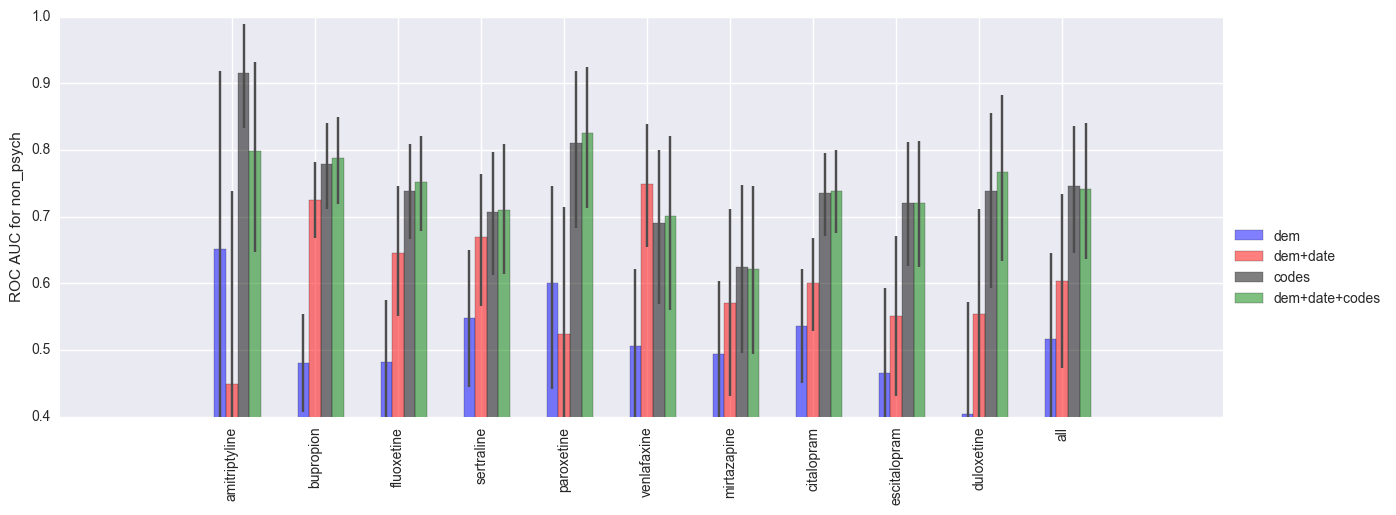 ROC AUC for non_psych
1.0
0.9
0.8
0.7
0.6
0.5
0.4
amitriptyline
bupropion
fluoxetine
sertraline
paroxetine
venlafaxine
mirtazapine
citalopram
escitalopram
duloxetine
all
dem
dem+date
codes
dem+date+codes